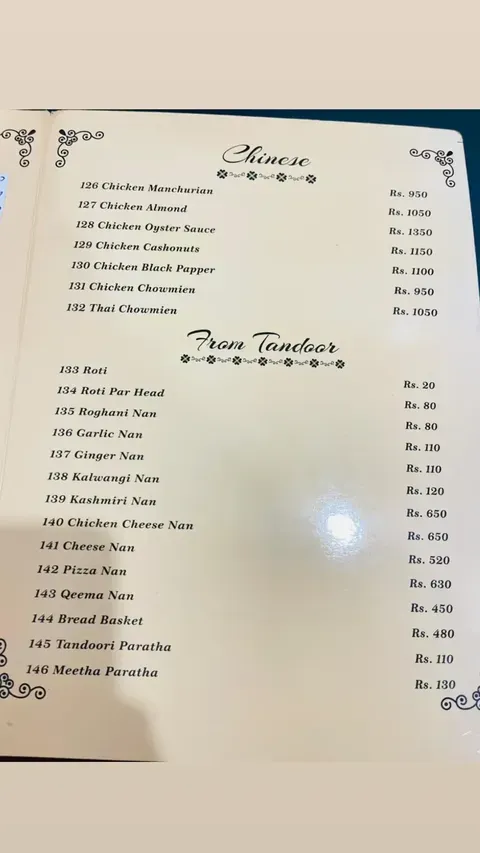 Chinese
126 Chicken Manchurian Rs. 950
127 Chicken Almond Rs. 1050
128 Chicken Oyster Sauce Rs. 1350
129 Chicken Cashonuts Rs. 1150
130 Chicken Black Papper Rs. 1100
131 Chicken Chowmien Rs. 950
132 Thai Chowmien Rs. 1050
From Tandoor
133 Roti Rs. 20
134 Roti Par Head Rs. 80
135 Roghani Nan Rs. 80
136 Garlic Nan Rs. 110
137 Ginger Nan Rs. 110
138 Kalwangi Nan Rs. 120
139 Kashmiri Nan Rs. 650
140 Chicken Cheese Nan Rs. 650
141 Cheese Nan Rs. 520
142 Pizza Nan Rs. 630
143 Qeema Nan Rs. 450
144 Bread Basket Rs. 480
145 Tandoori Paratha Rs. 110
146 Meetha Paratha Rs. 130